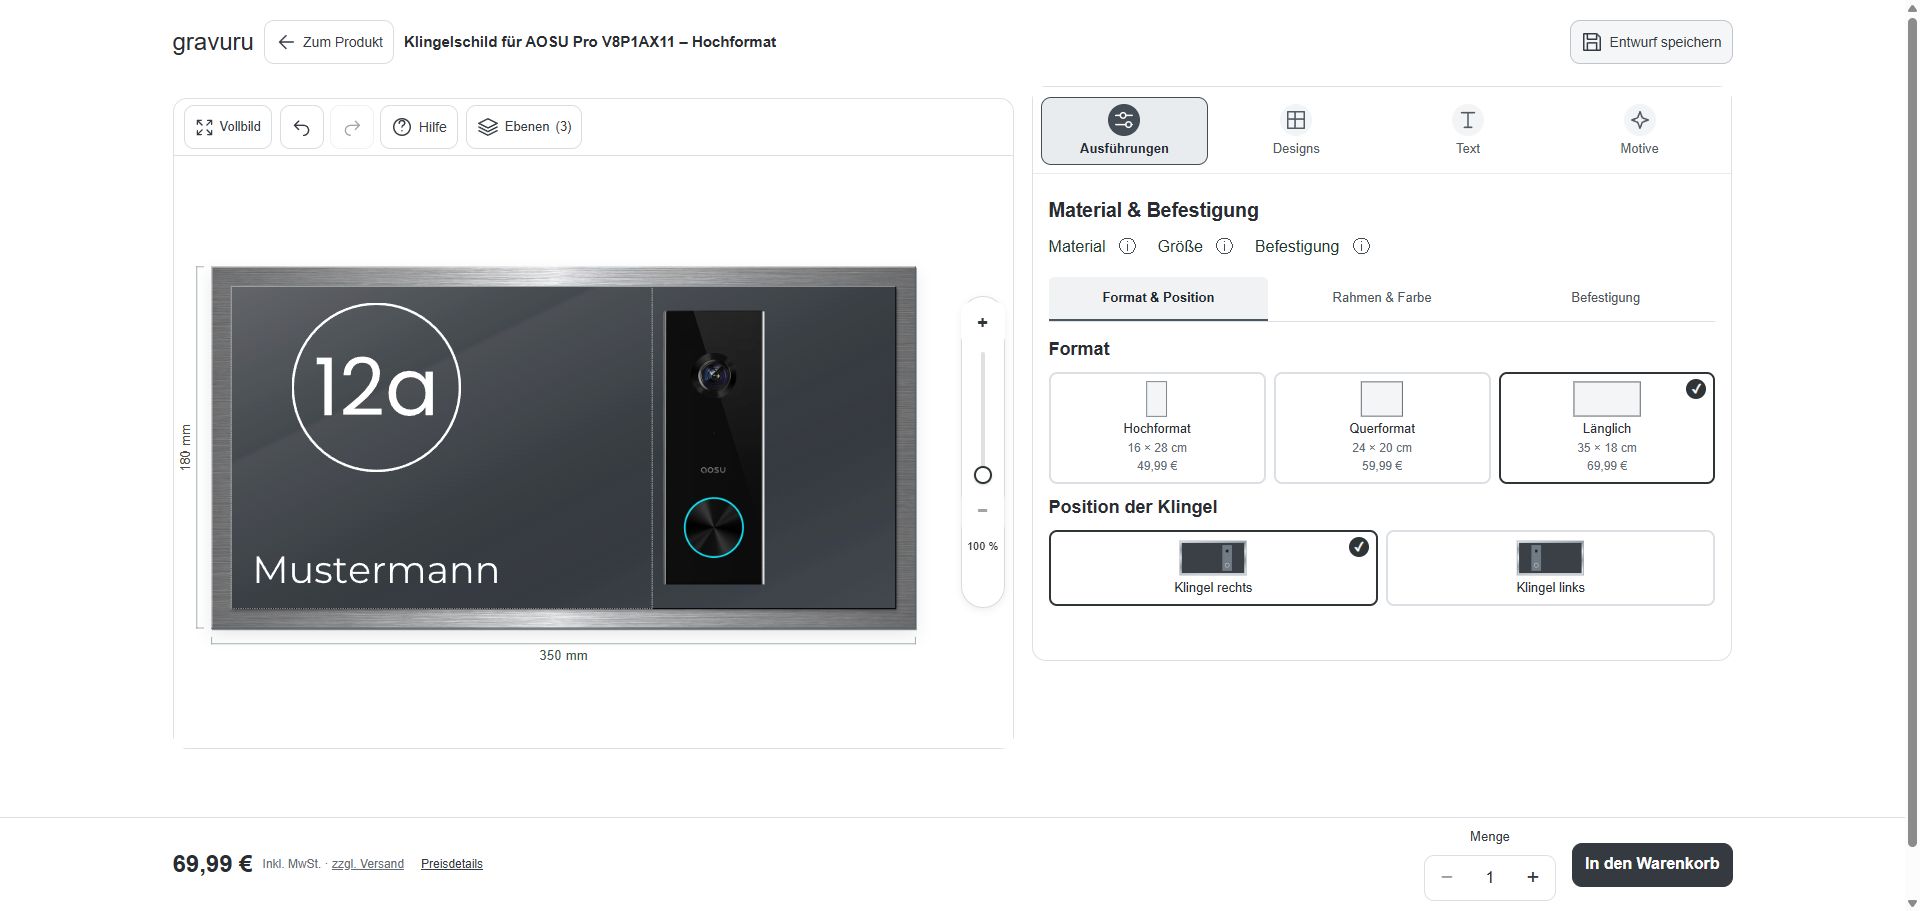 gravuru
Zum Produkt
Klingelschild für AOSU Pro V8P1AX11 – Hochformat
Entwurf speichern
Vollbild
Hilfe
Ebenen (3)
Ausführungen
Designs
Text
Motive
Material & Befestigung
Material
Größe
Befestigung
Format & Position
Rahmen & Farbe
Befestigung
Format
Hochformat
16 × 28 cm
49,99 €
Querformat
24 × 20 cm
59,99 €
Länglich
35 × 18 cm
69,99 €
Position der Klingel
Klingel rechts
Klingel links
12a
Mustermann
aosu
180 mm
350 mm
+
−
100 %
69,99 €
Inkl. MwSt. · zzgl. Versand
Preisdetails
Menge
− 1 +
In den Warenkorb